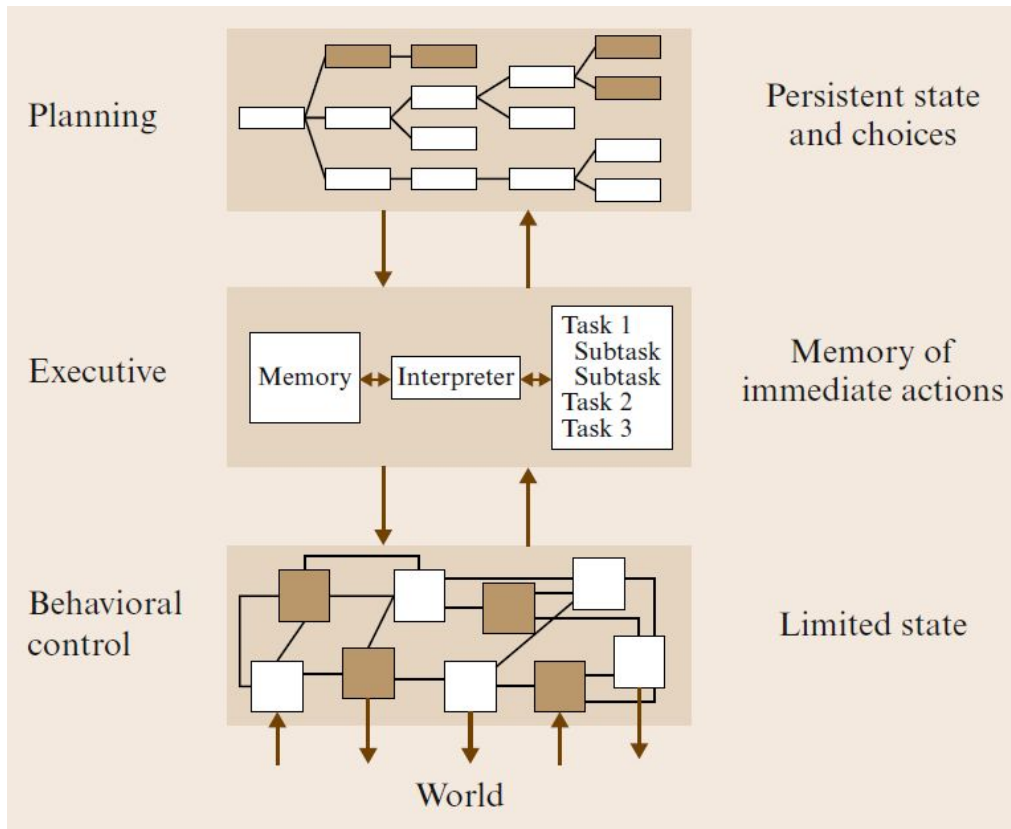 Planning
Persistent state
and choices
Executive
Memory
Interpreter
Task 1
Subtask
Subtask
Task 2
Task 3
Memory of
immediate actions
Behavioral
control
Limited state
World